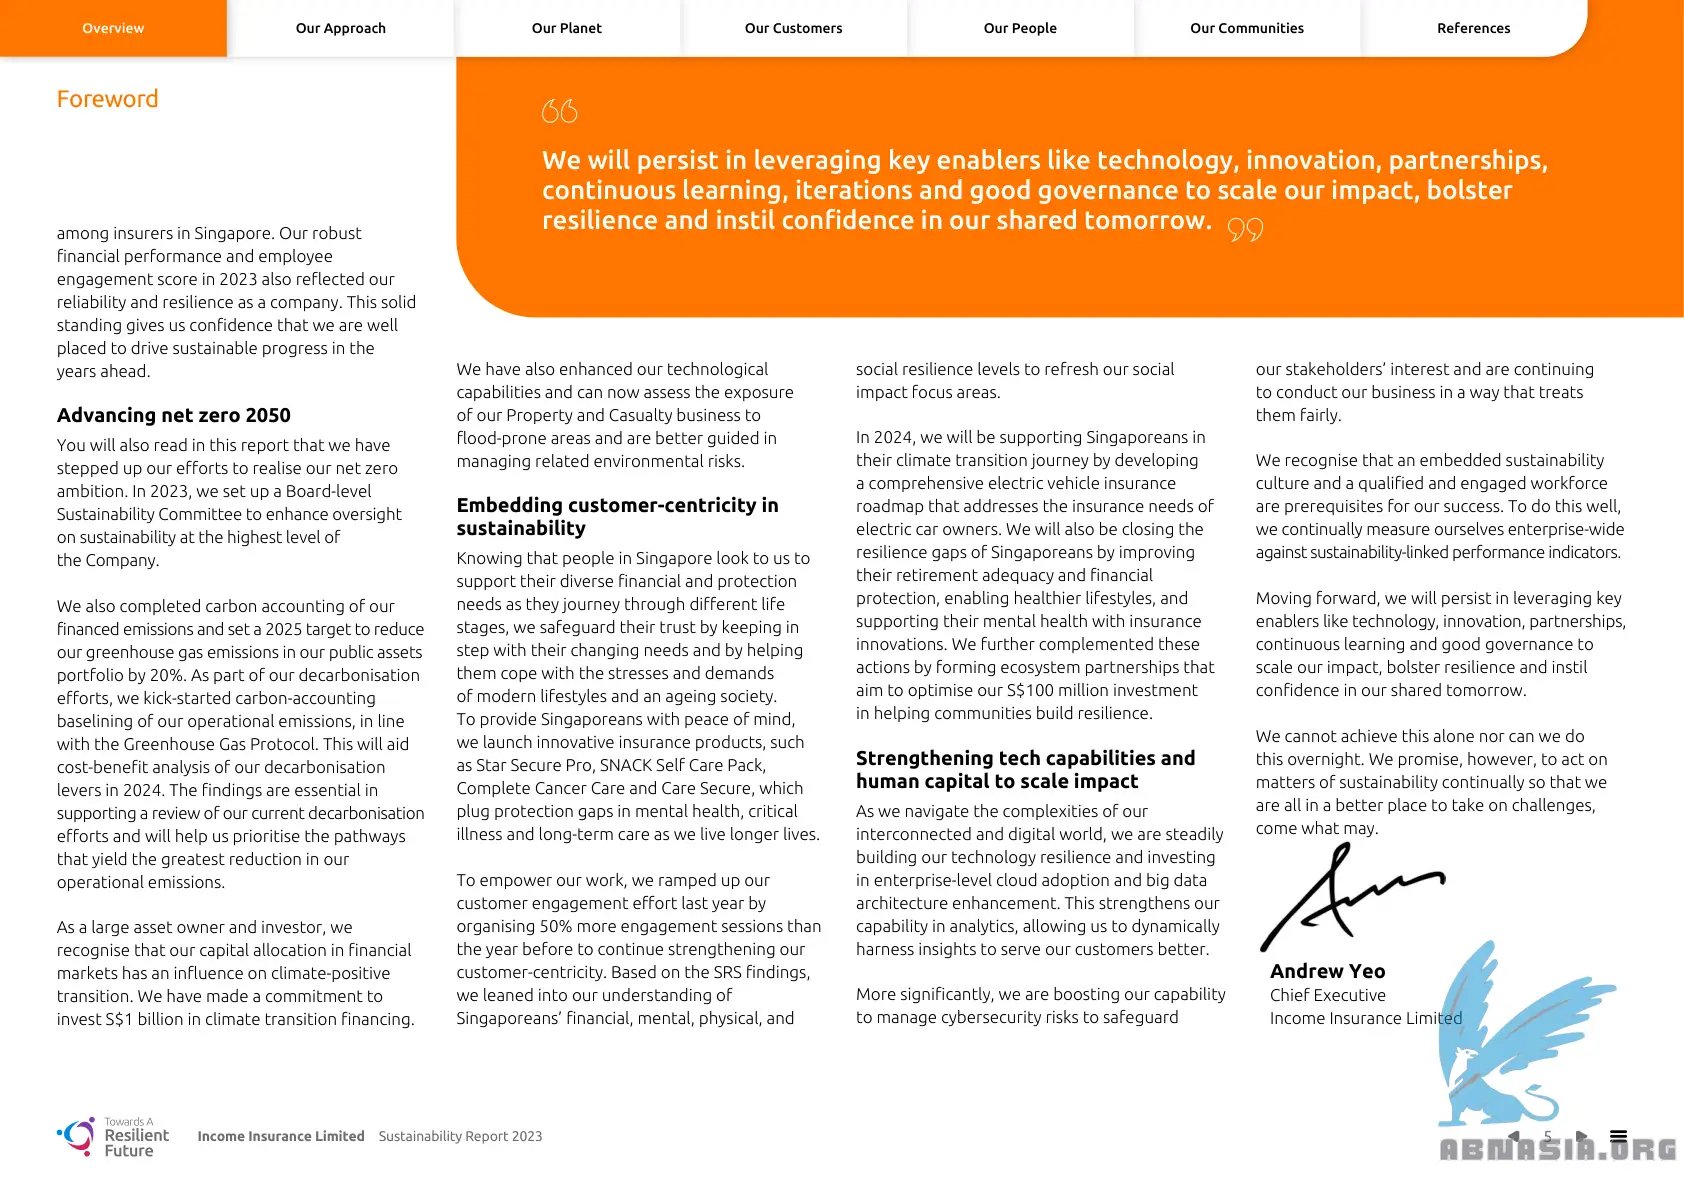 Overview
Our Approach
Our Planet
Our Customers
Our People
Our Communities
References
Foreword
We will persist in leveraging key enablers like technology, innovation, partnerships,
continuous learning, iterations and good governance to scale our impact, bolster
resilience and instil confidence in our shared tomorrow.
among insurers in Singapore. Our robust
financial performance and employee
engagement score in 2023 also reflected our
reliability and resilience as a company. This solid
standing gives us confidence that we are well
placed to drive sustainable progress in the
years ahead.
Advancing net zero 2050
You will also read in this report that we have
stepped up our efforts to realise our net zero
ambition. In 2023, we set up a Board-level
Sustainability Committee to enhance oversight
on sustainability at the highest level of
the Company.
We also completed carbon accounting of our
financed emissions and set a 2025 target to reduce
our greenhouse gas emissions in our public assets
portfolio by 20%. As part of our decarbonisation
efforts, we kick-started carbon-accounting
baselining of our operational emissions, in line
with the Greenhouse Gas Protocol. This will aid
cost-benefit analysis of our decarbonisation
levers in 2024. The findings are essential in
supporting a review of our current decarbonisation
efforts and will help us prioritise the pathways
that yield the greatest reduction in our
operational emissions.
As a large asset owner and investor, we
recognise that our capital allocation in financial
markets has an influence on climate-positive
transition. We have made a commitment to
invest S$1 billion in climate transition financing.
We have also enhanced our technological
capabilities and can now assess the exposure
of our Property and Casualty business to
flood-prone areas and are better guided in
managing related environmental risks.
Embedding customer-centricity in
sustainability
Knowing that people in Singapore look to us to
support their diverse financial and protection
needs as they journey through different life
stages, we safeguard their trust by keeping in
step with their changing needs and by helping
them cope with the stresses and demands
of modern lifestyles and an ageing society.
To provide Singaporeans with peace of mind,
we launch innovative insurance products, such
as Star Secure Pro, SNACK Self Care Pack,
Complete Cancer Care and Care Secure, which
plug protection gaps in mental health, critical
illness and long-term care as we live longer lives.
To empower our work, we ramped up our
customer engagement effort last year by
organising 50% more engagement sessions than
the year before to continue strengthening our
customer-centricity. Based on the SRS findings,
we leaned into our understanding of
Singaporeans’ financial, mental, physical, and
social resilience levels to refresh our social
impact focus areas.
In 2024, we will be supporting Singaporeans in
their climate transition journey by developing
a comprehensive electric vehicle insurance
roadmap that addresses the insurance needs of
electric car owners. We will also be closing the
resilience gaps of Singaporeans by improving
their retirement adequacy and financial
protection, enabling healthier lifestyles, and
supporting their mental health with insurance
innovations. We further complemented these
actions by forming ecosystem partnerships that
aim to optimise our S$100 million investment
in helping communities build resilience.
Strengthening tech capabilities and
human capital to scale impact
As we navigate the complexities of our
interconnected and digital world, we are steadily
building our technology resilience and investing
in enterprise-level cloud adoption and big data
architecture enhancement. This strengthens our
capability in analytics, allowing us to dynamically
harness insights to serve our customers better.
More significantly, we are boosting our capability
to manage cybersecurity risks to safeguard
our stakeholders’ interest and are continuing
to conduct our business in a way that treats
them fairly.
We recognise that an embedded sustainability
culture and a qualified and engaged workforce
are prerequisites for our success. To do this well,
we continually measure ourselves enterprise-wide
against sustainability-linked performance indicators.
Moving forward, we will persist in leveraging key
enablers like technology, innovation, partnerships,
continuous learning and good governance to
scale our impact, bolster resilience and instil
confidence in our shared tomorrow.
We cannot achieve this alone nor can we do
this overnight. We promise, however, to act on
matters of sustainability continually so that we
are all in a better place to take on challenges,
come what may.
Andrew Yeo
Chief Executive
Income Insurance Limited
Towards A
Resilient
Future
Income Insurance Limited Sustainability Report 2023
5
ABNASIA.ORG